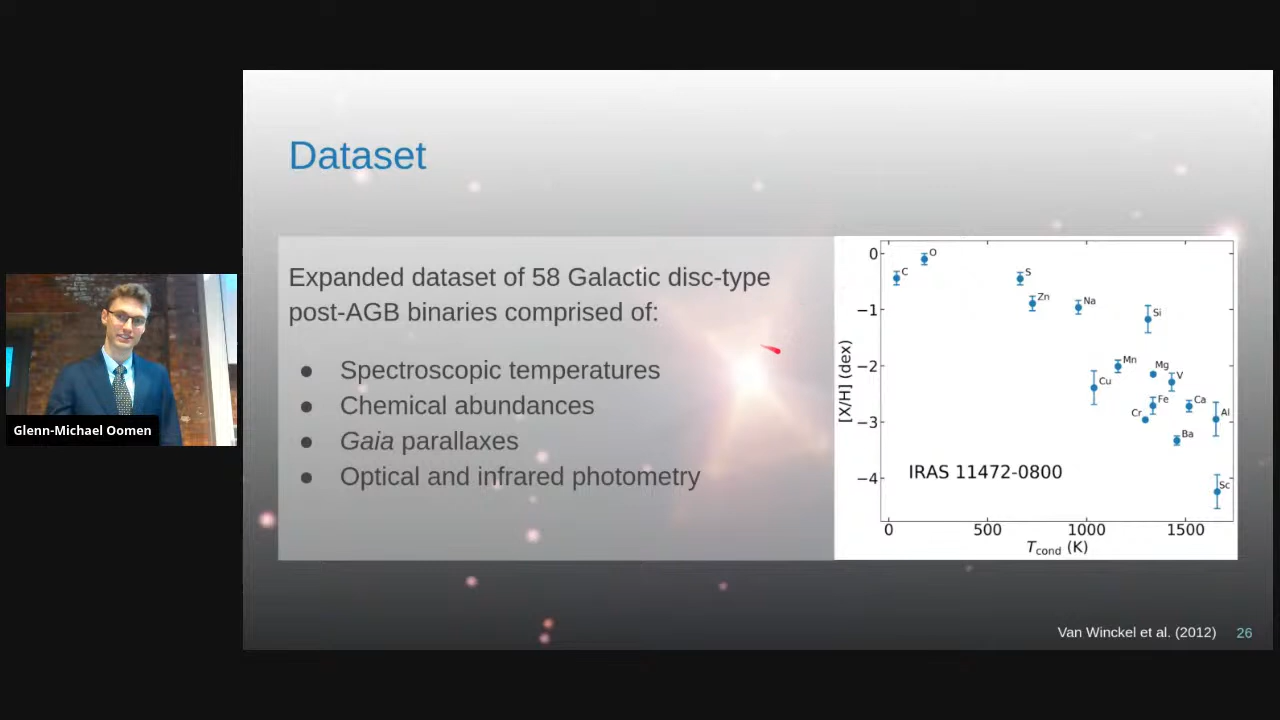 Dataset
Expanded dataset of 58 Galactic disc-type
post-AGB binaries comprised of:
● Spectroscopic temperatures
● Chemical abundances
● Gaia parallaxes
● Optical and infrared photometry
[X/H] (dex)
0
−1
−2
−3
−4
C
O
S
Zn
Na
Si
Mn
Mg
V
Cu
Fe
Ca
Cr
Al
Ba
Sc
IRAS 11472-0800
0 500 1000 1500
Tcond (K)
Glenn-Michael Oomen
Van Winckel et al. (2012) 26